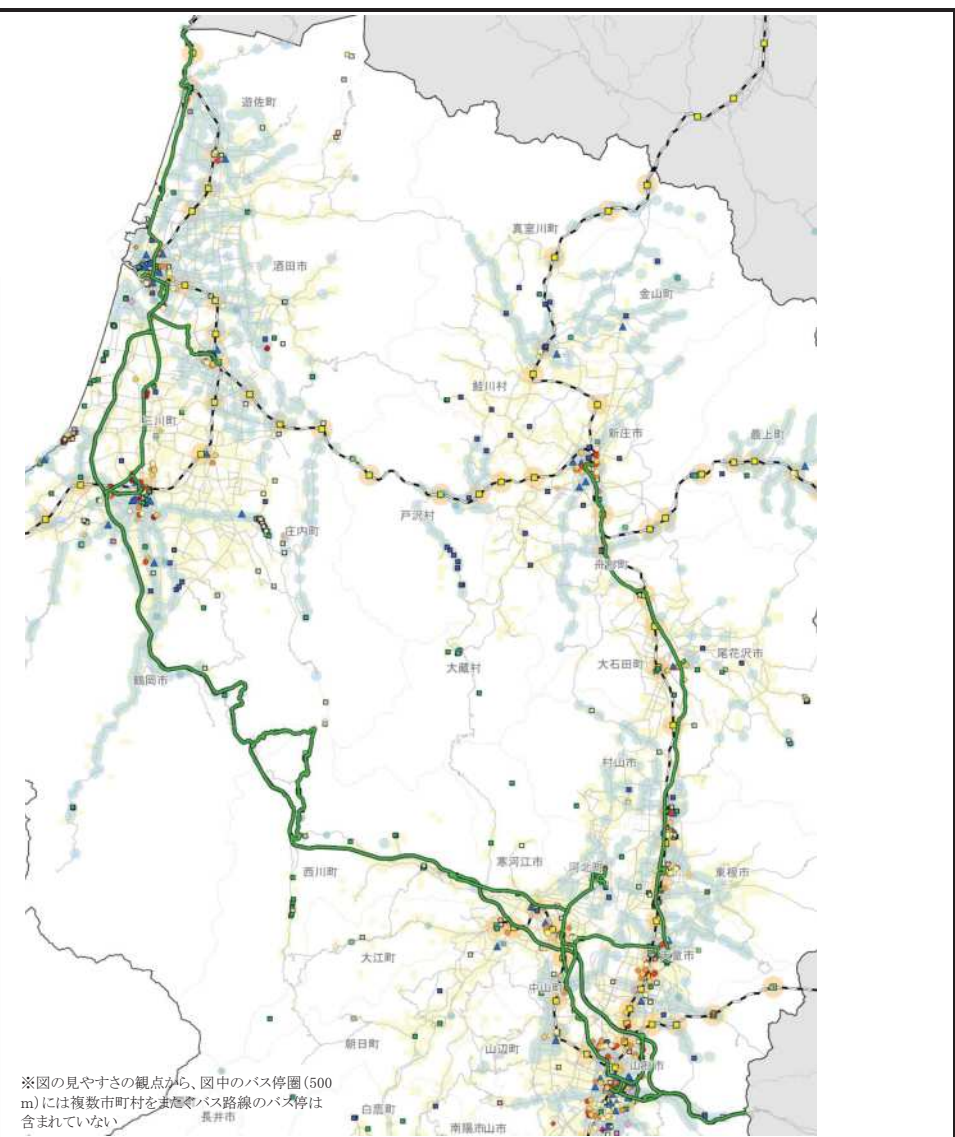 遊佐町
真室川町
酒田市
金山町
鮭川村
三川町
新庄市
最上町
戸沢村
庄内町
舟形町
大蔵村
大石田町
尾花沢市
鶴岡市
村山市
西川町
寒河江市
河北町
東根市
大江町
天童市
中山町
朝日町
山辺町
山形市
※図の見やすさの観点から、図中のバス停圏(500
m)には複数市町村をまたぐバス路線のバス停は
含まれていない
長井市
白鷹町
南陽市
山市